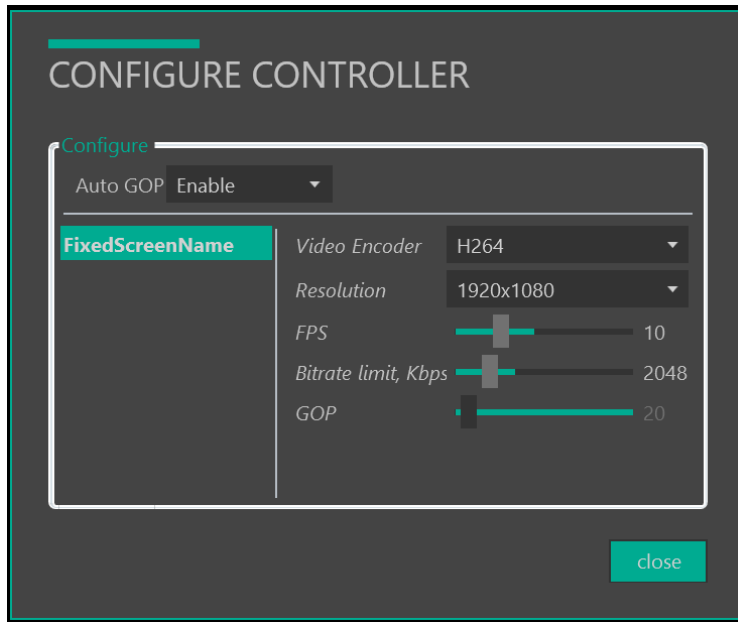 CONFIGURE CONTROLLER
Configure
Auto GOP Enable
FixedScreenName
Video Encoder H264
Resolution 1920x1080
FPS 10
Bitrate limit, Kbps 2048
GOP 20
close